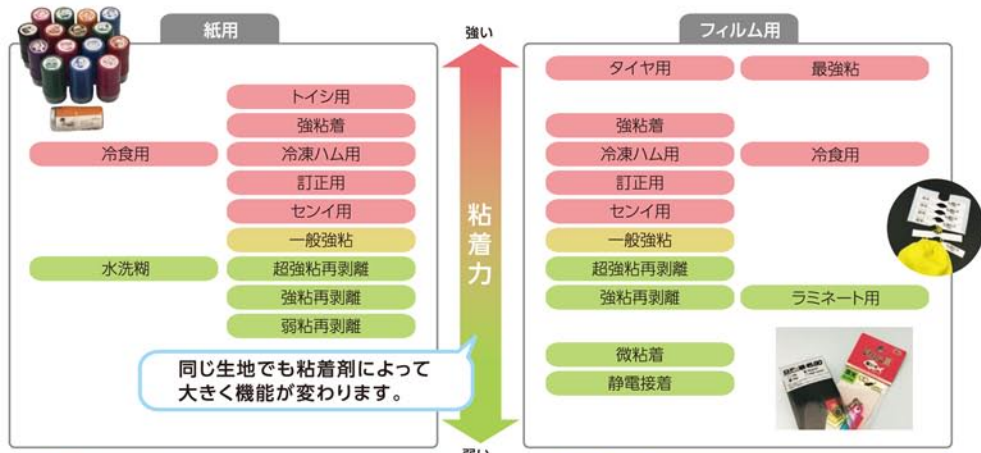 紙用
冷食用
水洗糊
トイシ用
強粘着
冷凍ハム用
訂正用
センイ用
一般強粘
超強粘再剥離
強粘再剥離
弱粘再剥離
同じ生地でも粘着剤によって
大きく機能が変わります。
強い
粘着力
弱い
フィルム用
タイヤ用
強粘着
冷凍ハム用
訂正用
センイ用
一般強粘
超強粘再剥離
強粘再剥離
微粘着
静電接着
最強粘
冷食用
ラミネート用